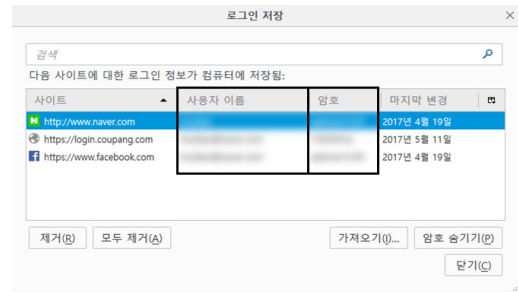 로그인 저장
검색
다음 사이트에 대한 로그인 정보가 컴퓨터에 저장됨:
사이트 사용자 이름 암호 마지막 변경
http://www.naver.com 2017년 4월 19일
https://login.coupang.com 2017년 5월 11일
https://www.facebook.com 2017년 4월 19일
제거(R) 모두 제거(A) 가져오기(I)... 암호 숨기기(P)
닫기(C)